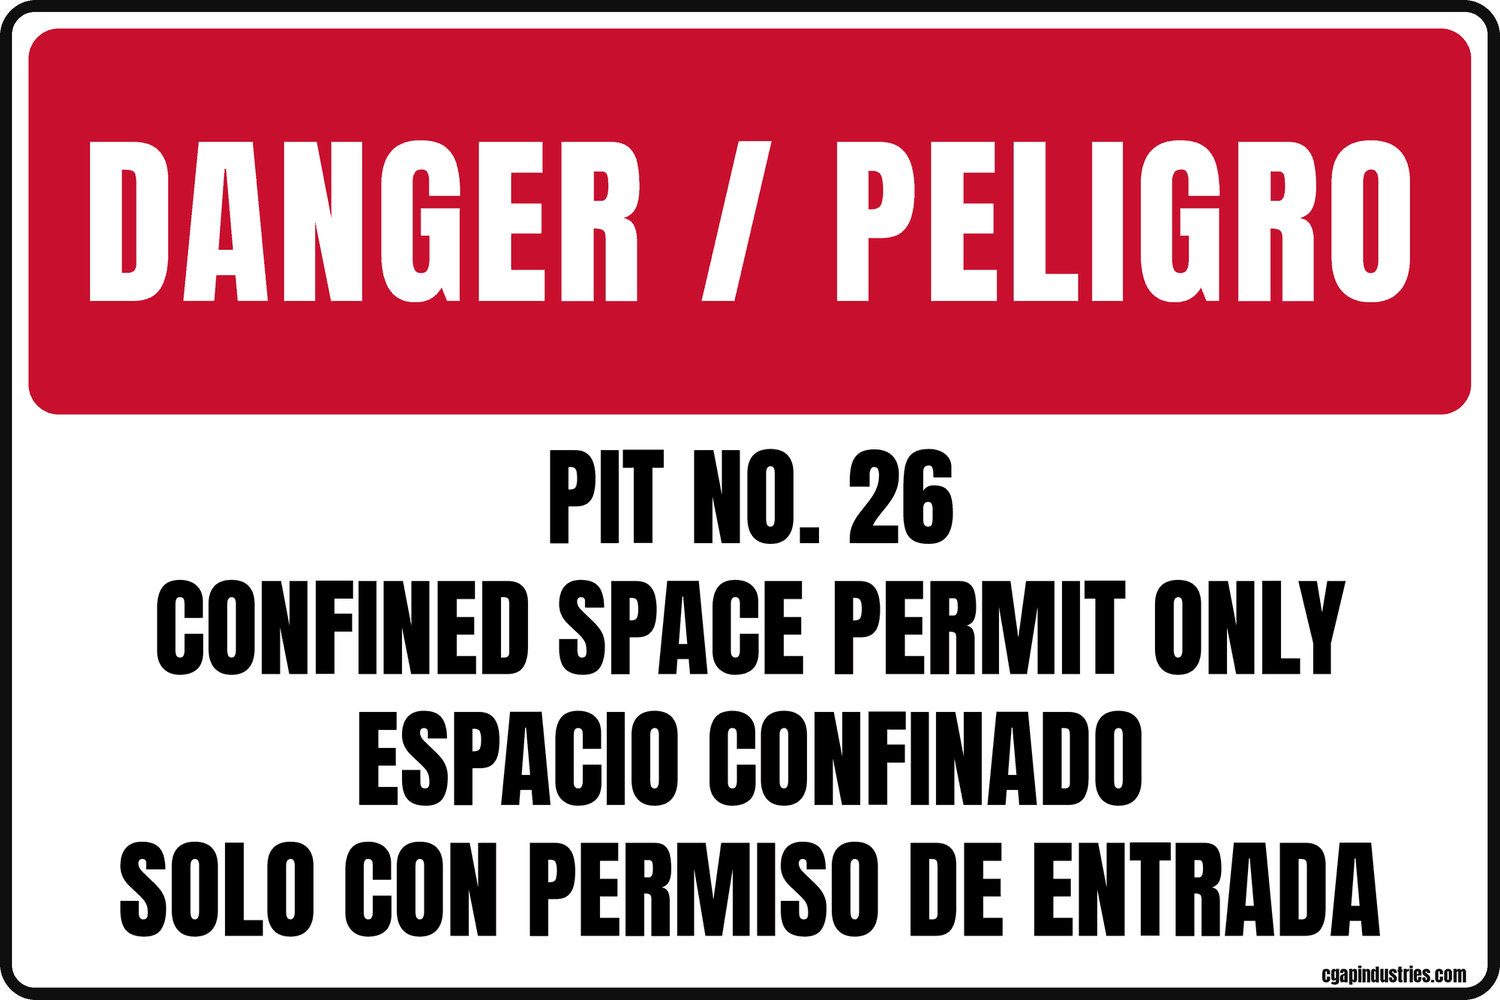 DANGER / PELIGRO
PIT NO. 26
CONFINED SPACE PERMIT ONLY
ESPACIO CONFINADO
SOLO CON PERMISO DE ENTRADA
cgapindustries.com